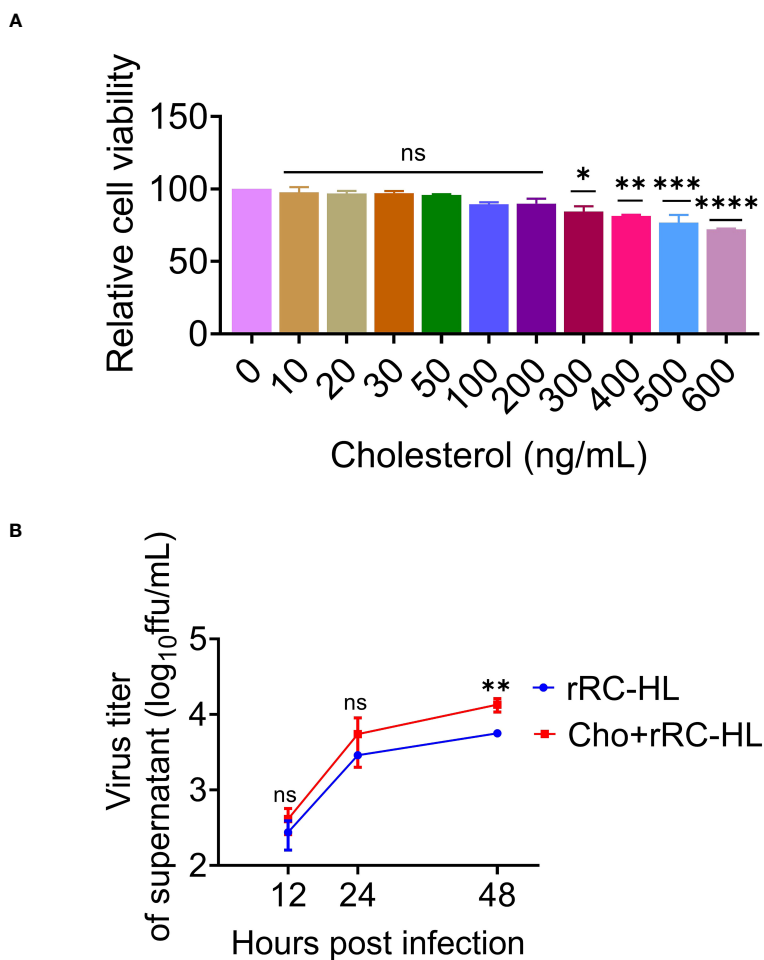 A
Relative cell viability
150
100
50
0
ns
*
**
***
****
0 10 20 30 50 100 200 300 400 500 600
Cholesterol (ng/mL)
B
Virus titer
of supernatant (log10ffu/mL)
5
4
3
2
ns
ns
**
rRC-HL
Cho+rRC-HL
12 24 48
Hours post infection